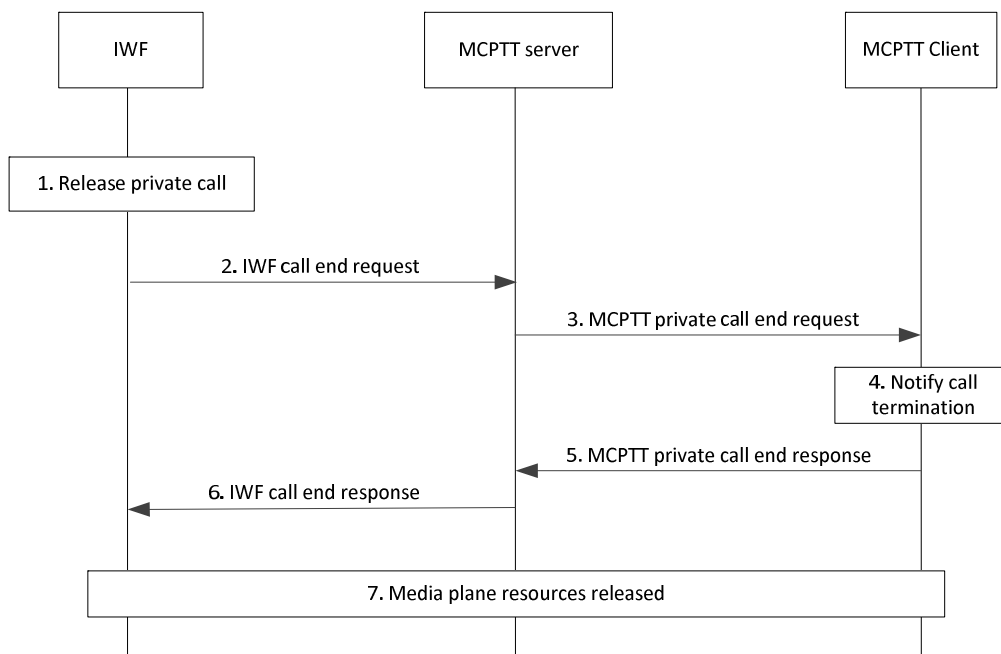 IWF
MCPTT server
MCPTT Client
1. Release private call
2. IWF call end request
3. MCPTT private call end request
4. Notify call
termination
5. MCPTT private call end response
6. IWF call end response
7. Media plane resources released